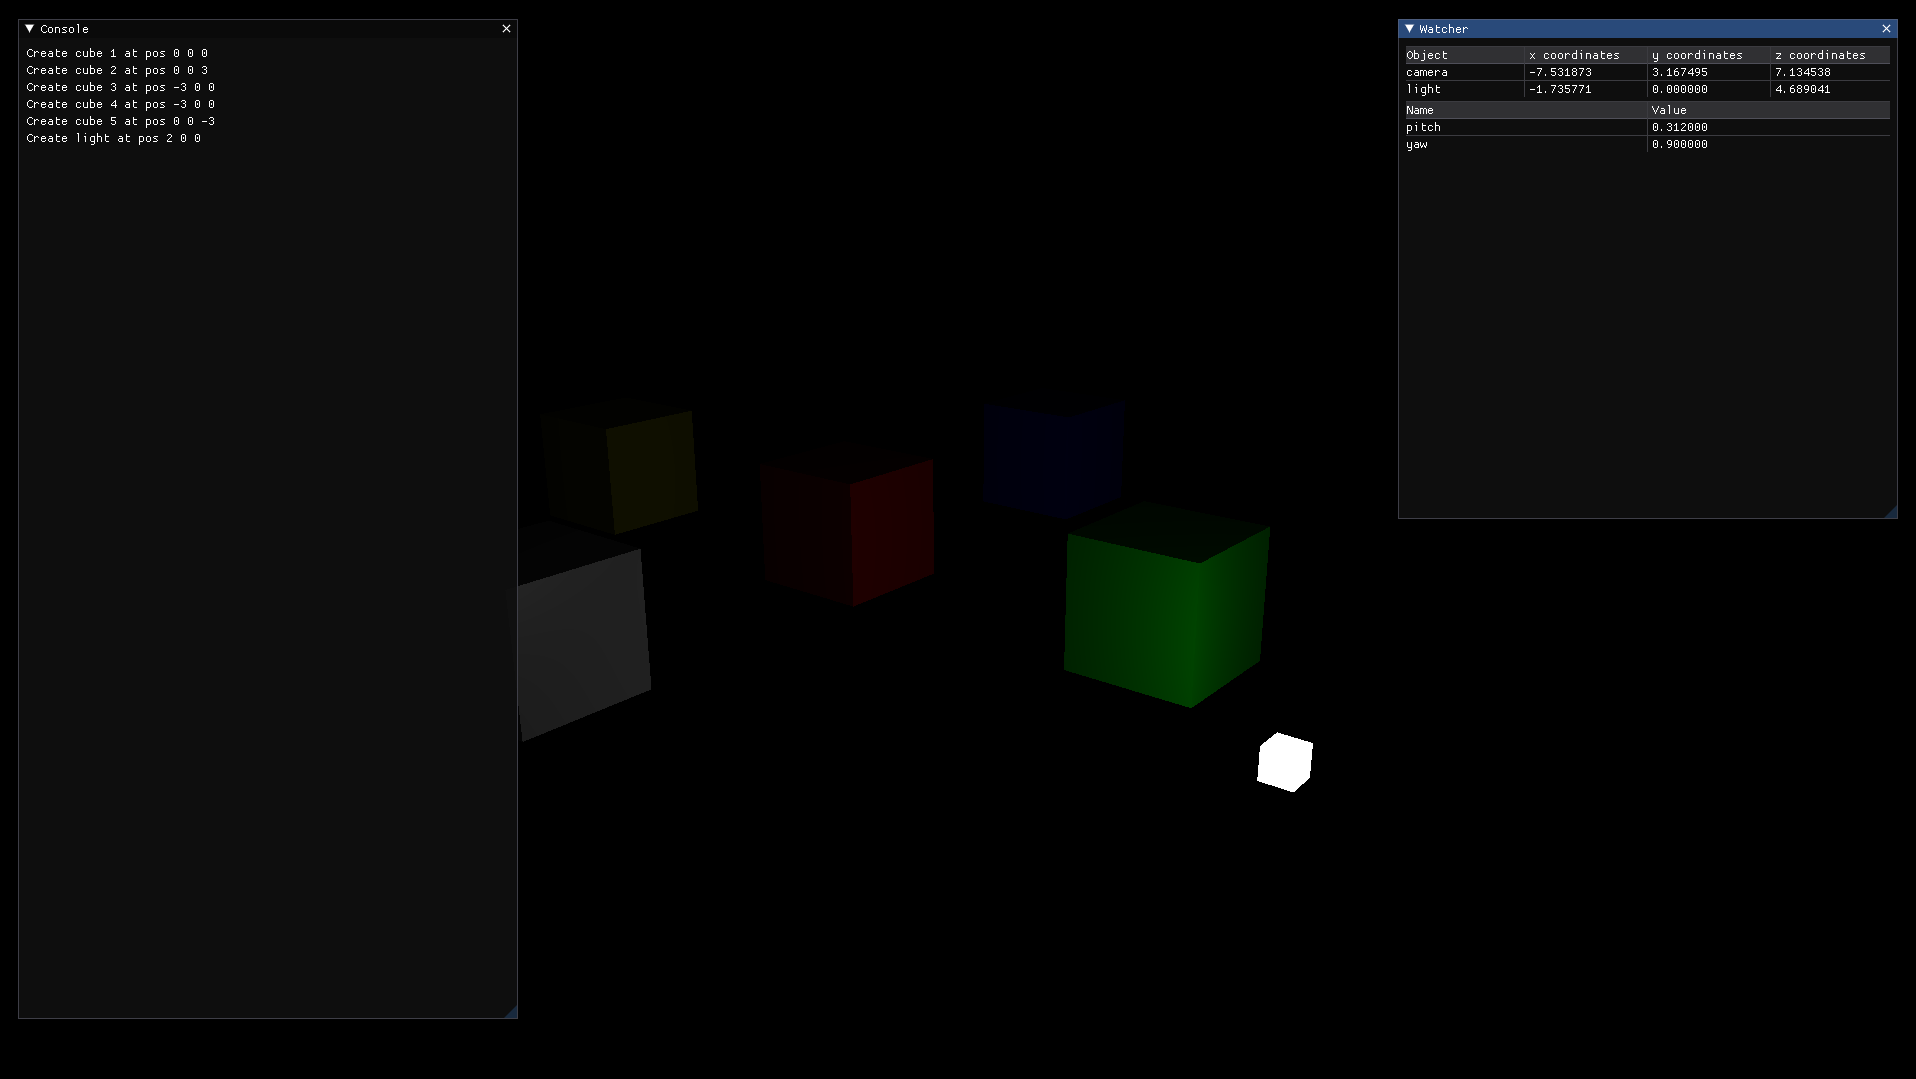 Console
Create cube 1 at pos 0 0 0
Create cube 2 at pos 0 0 3
Create cube 3 at pos -3 0 0
Create cube 4 at pos -3 0 0
Create cube 5 at pos 0 0 -3
Create light at pos 2 0 0
Watcher
Object x coordinates y coordinates z coordinates
camera -7.531873 3.167495 7.134538
light -1.735771 0.000000 4.689041
Name Value
pitch 0.312000
yaw 0.900000